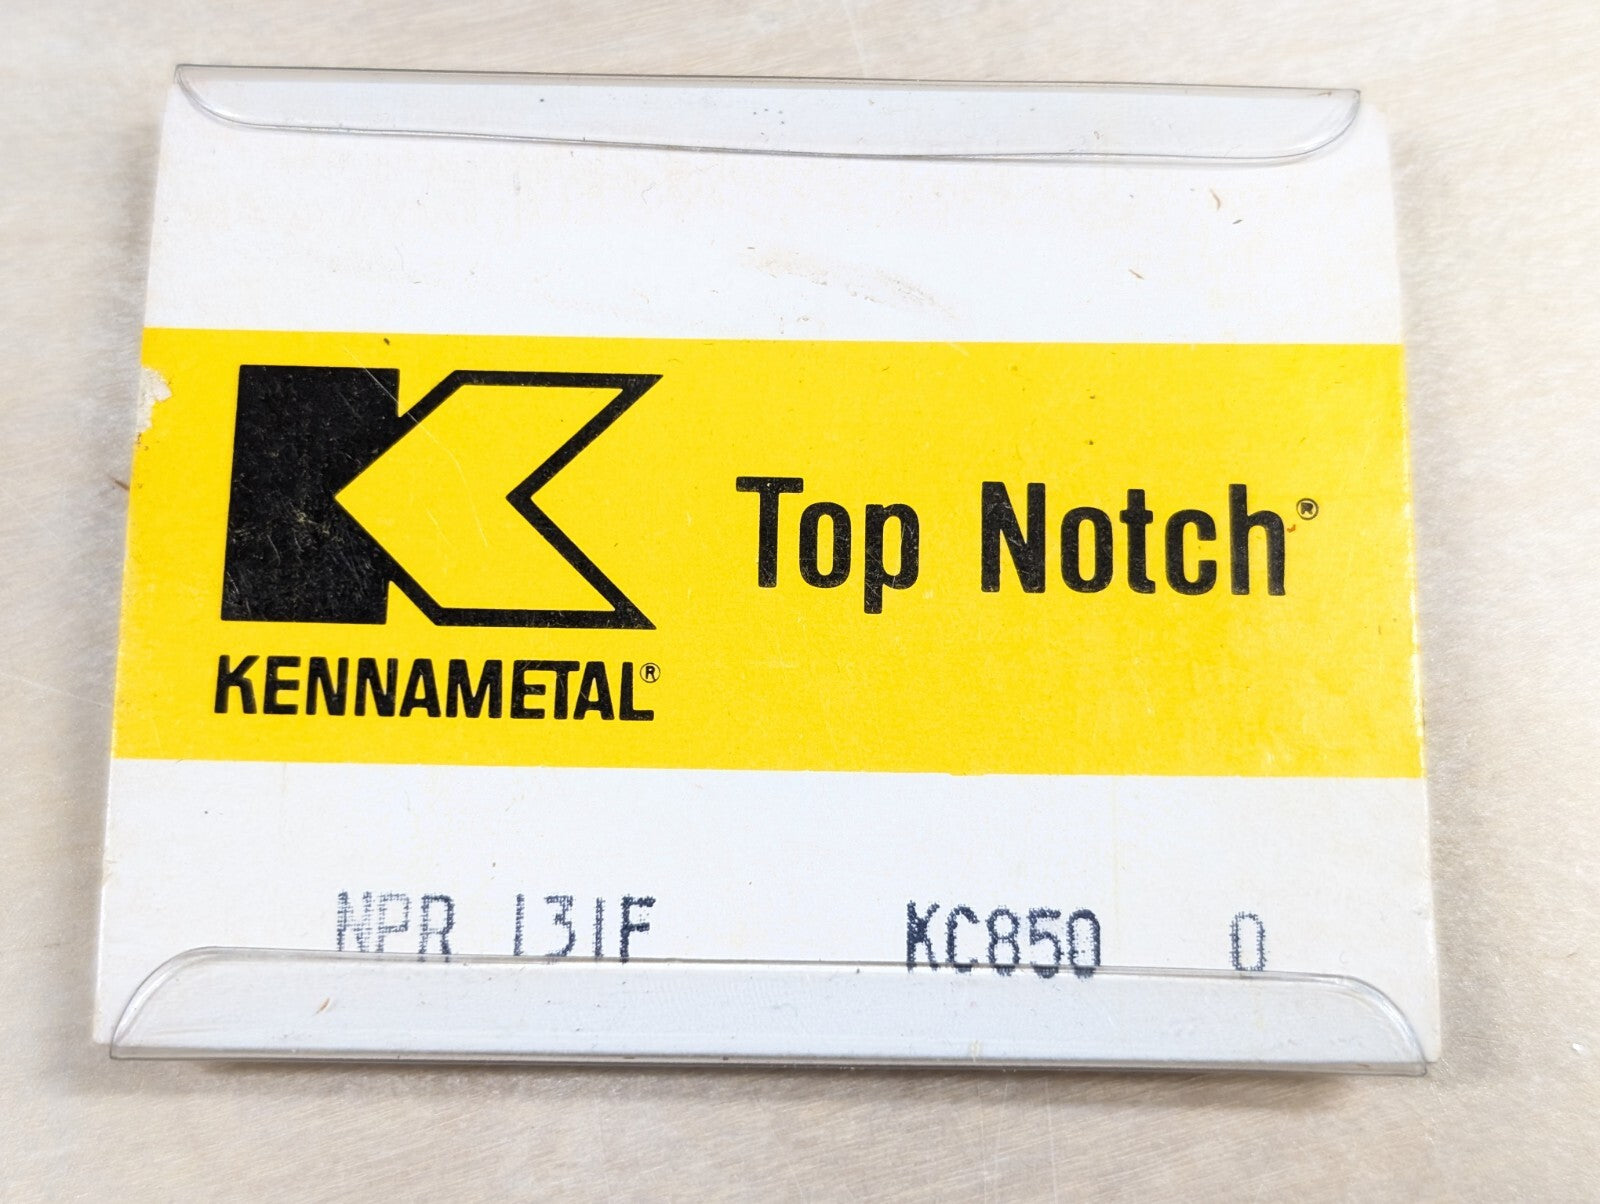 Top Notch®
KENNAMETAL®
NPR 131F KC850 0